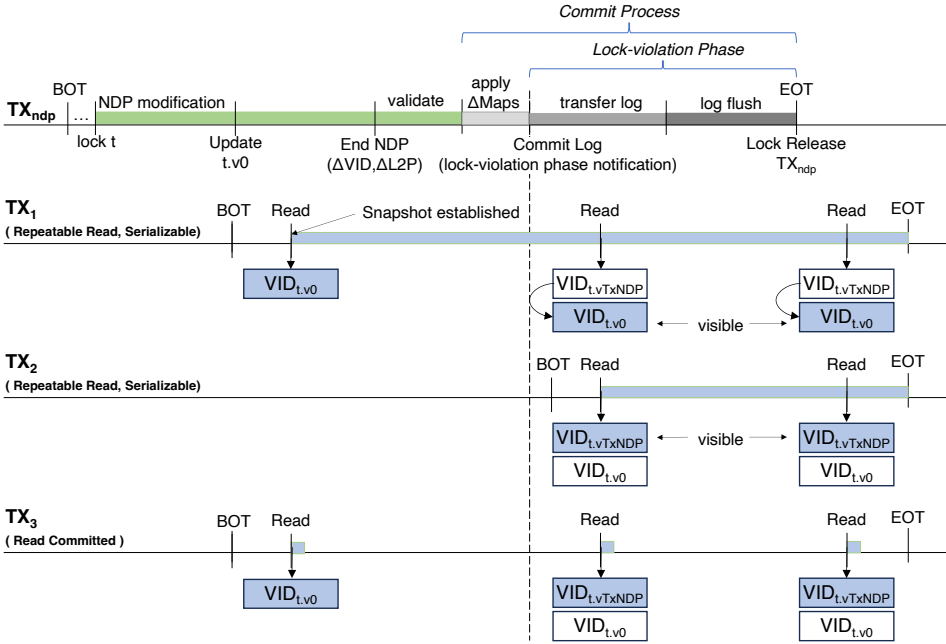 Commit Process
Lock-violation Phase
BOT
apply
EOT
TXndp
...
NDP modification
validate
ΔMaps
transfer log
log flush
lock t
Update
t.v0
End NDP
(ΔVID,ΔL2P)
Commit Log
(lock-violation phase notification)
Lock Release
TXndp
TX1
( Repeatable Read, Serializable)
BOT
Read
Snapshot established
Read
Read
EOT
VIDt.v0
VIDt.vTxNDP
VIDt.v0
visible
VIDt.vTxNDP
VIDt.v0
TX2
( Repeatable Read, Serializable)
BOT
Read
Read
EOT
VIDt.vTxNDP
VIDt.v0
visible
VIDt.vTxNDP
VIDt.v0
TX3
( Read Committed )
BOT
Read
Read
Read
EOT
VIDt.v0
VIDt.vTxNDP
VIDt.v0
VIDt.vTxNDP
VIDt.v0